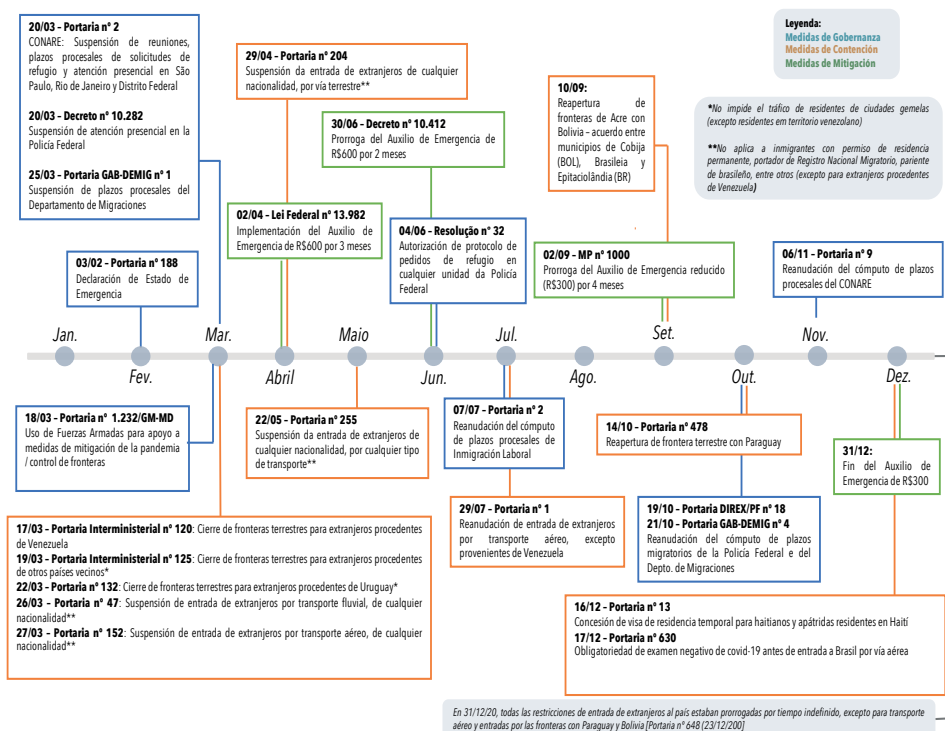 20/03 – Portaria nº 2
CONARE: Suspensión de reuniones,
plazos procesales de solicitudes de
refugio y atención presencial en São
Paulo, Rio de Janeiro y Distrito Federal
20/03 – Decreto nº 10.282
Suspensión de atención presencial en la
Policía Federal
25/03 – Portaria GAB-DEMIG nº 1
Suspensión de plazos procesales del
Departamento de Migraciones
29/04 – Portaria nº 204
Suspensión da entrada de extranjeros de cualquier
nacionalidad, por vía terrestre**
30/06 – Decreto nº 10.412
Prorroga del Auxilio de Emergencia de
R$600 por 2 meses
10/09:
Reapertura de
fronteras de Acre con
Bolivia – acuerdo entre
municipios de Cobija
(BOL), Brasileia y
Epitaciolândia (BR)
Leyenda:
Medidas de Gobernanza
Medidas de Contención
Medidas de Mitigación
*No impide el tráfico de residentes de ciudades gemelas
(excepto residentes em territorio venezolano)
**No aplica a inmigrantes con permiso de residencia
permanente, portador de Registro Nacional Migratorio, pariente
de brasileño, entre otros (excepto para extranjeros procedentes
de Venezuela)
03/02 – Portaria nº 188
Declaración de Estado de
Emergencia
02/04 – Lei Federal nº 13.982
Implementación del Auxilio de
Emergencia de R$600 por 3 meses
04/06 – Resolução nº 32
Autorización de protocolo de
pedidos de refugio en
cualquier unidad da Policía
Federal
02/09 – MP nº 1000
Prorroga del Auxilio de Emergencia reducido
(R$300) por 4 meses
06/11 – Portaria nº 9
Reanudación del cómputo de plazos
procesales del CONARE
Jan.
Fev.
Mar.
Abril
Maio
Jun.
Jul.
Ago.
Set.
Out.
Nov.
Dez.
18/03 – Portaria nº 1.232/GM-MD
Uso de Fuerzas Armadas para apoyo a
medidas de mitigación de la pandemia
/ control de fronteras
22/05 – Portaria nº 255
Suspensión da entrada de extranjeros de
cualquier nacionalidad, por cualquier tipo
de transporte**
07/07 – Portaria nº 2
Reanudación del cómputo
de plazos procesales de
Inmigración Laboral
14/10 – Portaria nº 478
Reapertura de frontera terrestre con Paraguay
31/12:
Fin del Auxilio de
Emergencia de R$300
29/07 – Portaria nº 1
Reanudación de entrada de extranjeros
por transporte aéreo, excepto
provenientes de Venezuela
19/10 – Portaria DIREX/PF nº 18
21/10 – Portaria GAB-DEMIG nº 4
Reanudación del cómputo de plazos
migratorios de la Policía Federal e del
Depto. de Migraciones
17/03 – Portaria Interministerial nº 120: Cierre de fronteras terrestres para extranjeros procedentes
de Venezuela
19/03 – Portaria Interministerial nº 125: Cierre de fronteras terrestres para extranjeros procedentes
de otros países vecinos*
22/03 – Portaria nº 132: Cierre de fronteras terrestres para extranjeros procedentes de Uruguay*
26/03 – Portaria nº 47: Suspensión de entrada de extranjeros por transporte fluvial, de cualquier
nacionalidad**
27/03 – Portaria nº 152: Suspensión de entrada de extranjeros por transporte aéreo, de cualquier
nacionalidad**
16/12 – Portaria nº 13
Concesión de visa de residencia temporal para haitianos y apátridas residentes en Haití
17/12 – Portaria nº 630
Obligatoriedad de examen negativo de covid-19 antes de entrada a Brasil por vía aérea
En 31/12/20, todas las restricciones de entrada de extranjeros al país estaban prorrogadas por tiempo indefinido, excepto para transporte
aéreo y entradas por las fronteras con Paraguay y Bolivia [Portaria nº 648 (23/12/200]